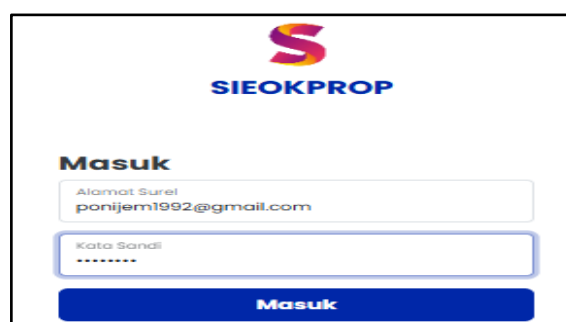 SIEOKPROP
Masuk
Alamat Surel
ponijem1992@gmail.com
Kata Sandi
••••••••
Masuk